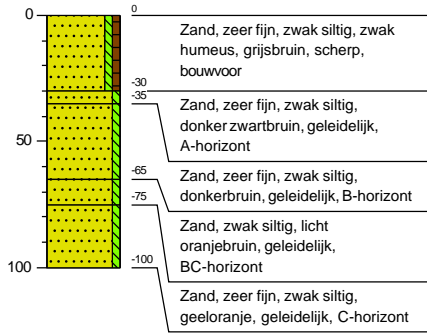 0
50
100
0
-30
-35
-65
-75
-100
Zand, zeer fijn, zwak siltig, zwak
humeus, grijsbruin, scherp,
bouwvoor
Zand, zeer fijn, zwak siltig,
donker zwartbruin, geleidelijk,
A-horizont
Zand, zeer fijn, zwak siltig,
donkerbruin, geleidelijk, B-horizont
Zand, zwak siltig, licht
oranjebruin, geleidelijk,
BC-horizont
Zand, zeer fijn, zwak siltig,
geeloranje, geleidelijk, C-horizont